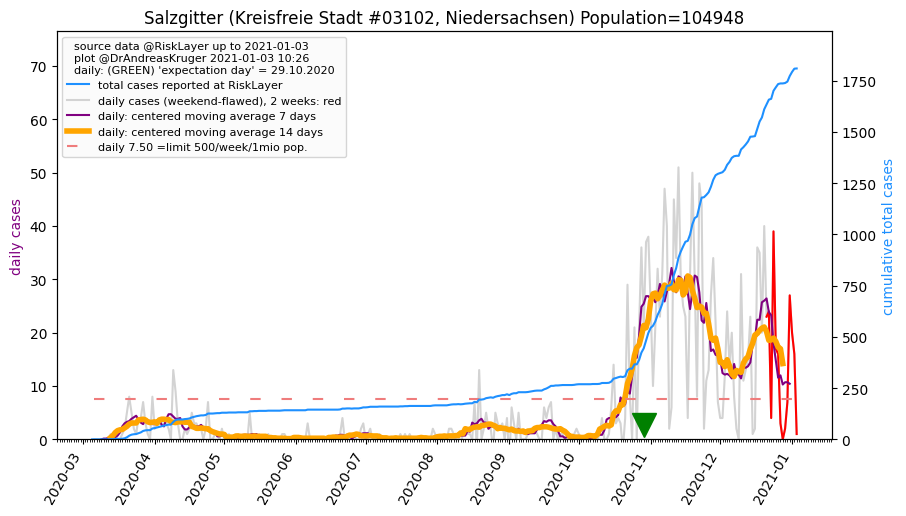 Salzgitter (Kreisfreie Stadt #03102, Niedersachsen) Population=104948
source data @RiskLayer up to 2021-01-03
plot @DrAndreasKruger 2021-01-03 10:26
daily: (GREEN) 'expectation day' = 29.10.2020
total cases reported at RiskLayer
daily cases (weekend-flawed), 2 weeks: red
daily: centered moving average 7 days
daily: centered moving average 14 days
daily 7.50 =limit 500/week/1mio pop.
daily cases
70
60
50
40
30
20
10
0
cumulative total cases
1750
1500
1250
1000
750
500
250
0
2020-03
2020-04
2020-05
2020-06
2020-07
2020-08
2020-09
2020-10
2020-11
2020-12
2021-01